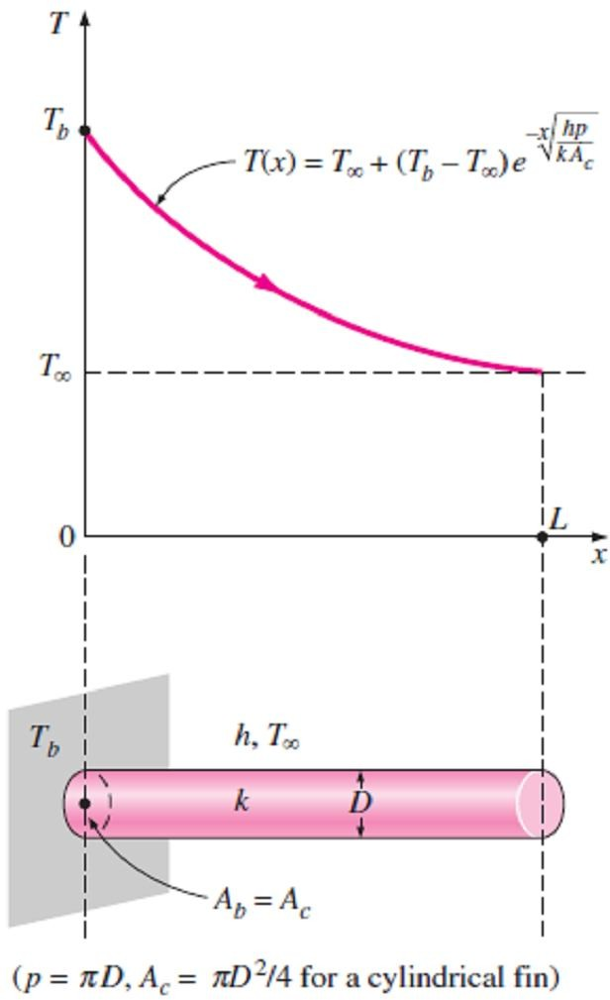 T
T_b
T(x) = T_∞ + (T_b – T_∞) e^{–x√(hp/kA_c)}
T_∞
L
0
x
T_b
h, T_∞
k
D
A_b = A_c
(p = πD, A_c = πD²/4 for a cylindrical fin)